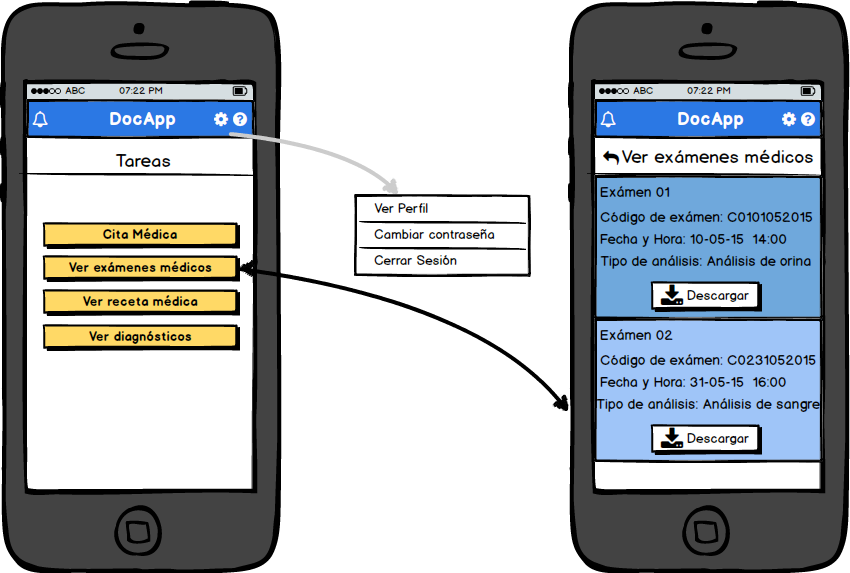 ABC 07:22 PM
DocApp
Tareas
Cita Médica
Ver exámenes médicos
Ver receta médica
Ver diagnósticos
Ver Perfil
Cambiar contraseña
Cerrar Sesión
ABC 07:22 PM
DocApp
Ver exámenes médicos
Exámen 01
Código de exámen: C0101052015
Fecha y Hora: 10-05-15 14:00
Tipo de análisis: Análisis de orina
Descargar
Exámen 02
Código de exámen: C0231052015
Fecha y Hora: 31-05-15 16:00
Tipo de análisis: Análisis de sangre
Descargar